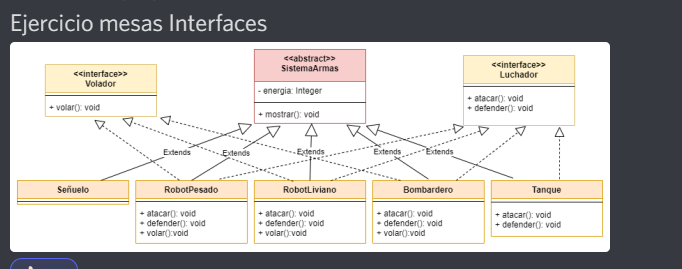 Ejercicio mesas Interfaces
<<interface>>
Volador
+ volar(): void
<<abstract>>
SistemaArmas
- energia: Integer
+ mostrar(): void
<<interface>>
Luchador
+ atacar(): void
+ defender(): void
Extends
Extends
Extends
Extends
Extends
Señuelo
RobotPesado
+ atacar(): void
+ defender(): void
+ volar():void
RobotLiviano
+ atacar(): void
+ defender(): void
+ volar():void
Bombardero
+ atacar(): void
+ defender(): void
+ volar():void
Tanque
+ atacar(): void
+ defender(): void